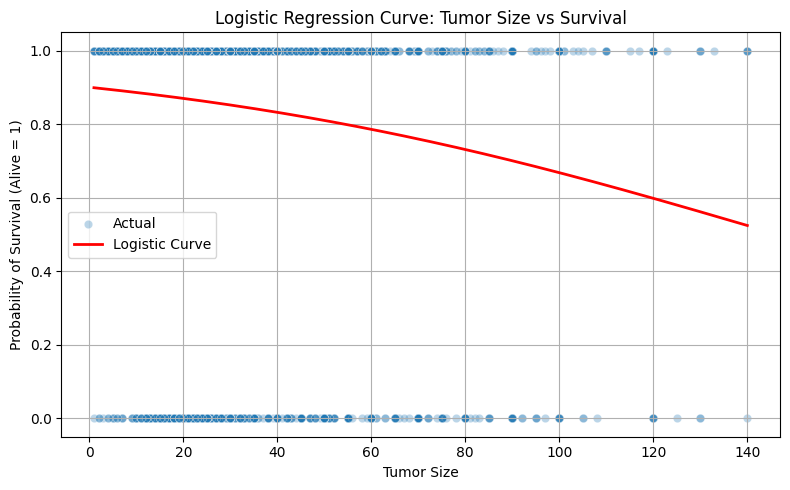 Logistic Regression Curve: Tumor Size vs Survival
Probability of Survival (Alive = 1)
1.0
0.8
0.6
0.4
0.2
0.0
Actual
Logistic Curve
0 20 40 60 80 100 120 140
Tumor Size